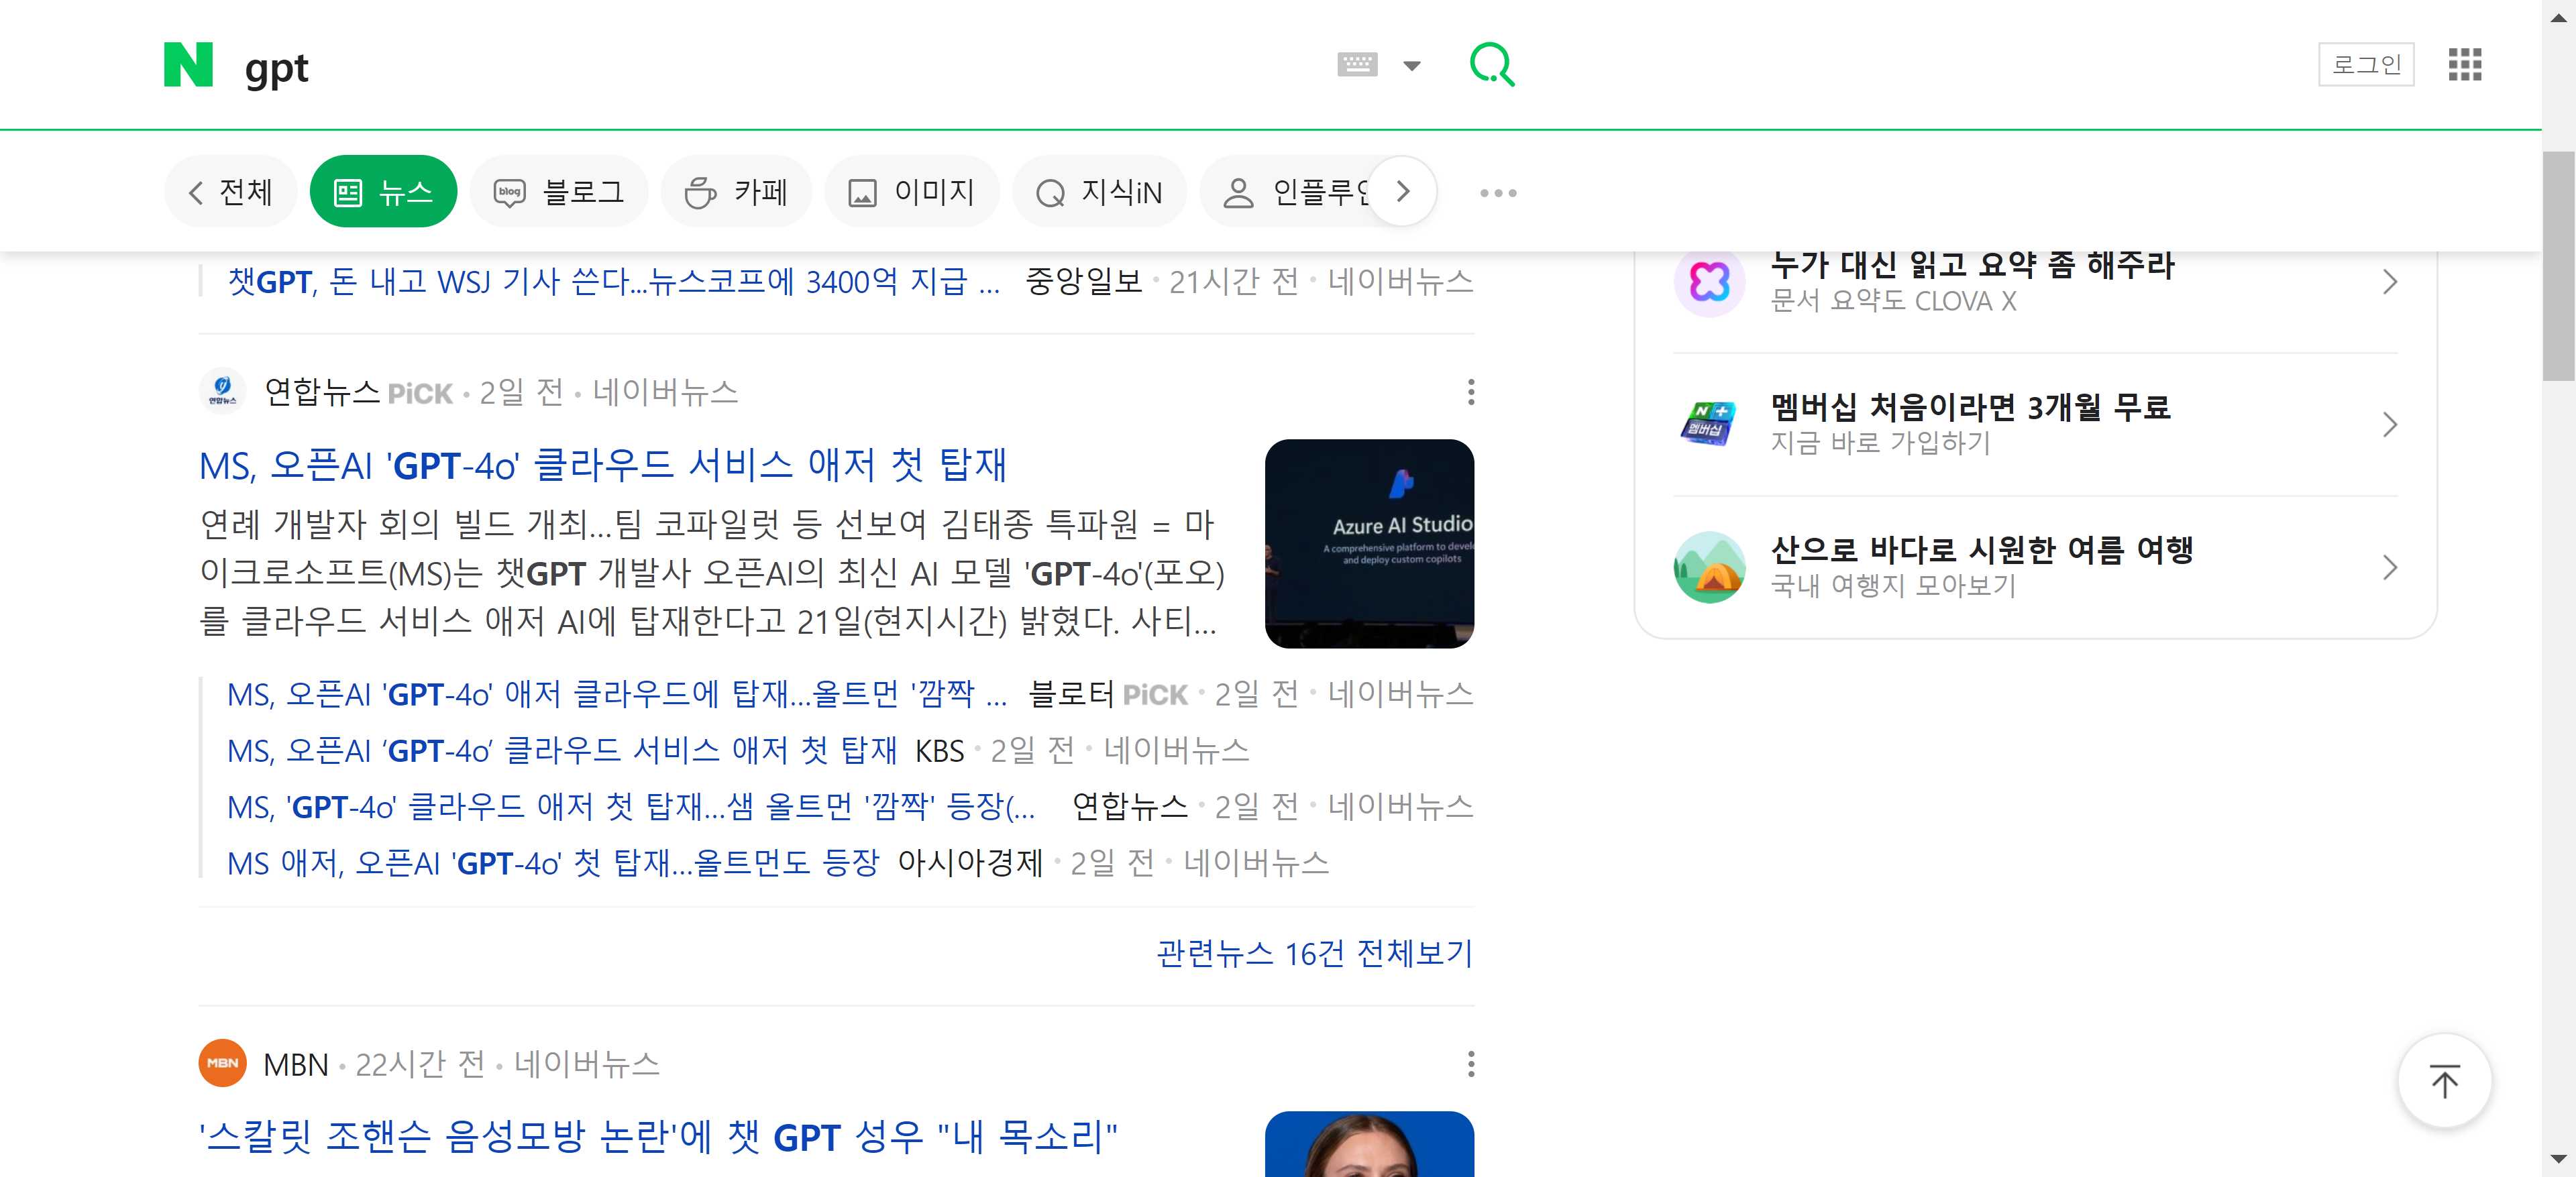 N gpt
로그인
전체
뉴스
blog 블로그
카페
이미지
지식iN
챗GPT, 돈 내고 WSJ 기사 쓴다...뉴스코프에 3400억 지급 ... 중앙일보 · 21시간 전 · 네이버뉴스
연합뉴스
연합뉴스 PiCK · 2일 전 · 네이버뉴스
MS, 오픈AI 'GPT-4o' 클라우드 서비스 애저 첫 탑재
연례 개발자 회의 빌드 개최...팀 코파일럿 등 선보여 김태종 특파원 = 마
이크로소프트(MS)는 챗GPT 개발사 오픈AI의 최신 AI 모델 'GPT-4o'(포오)
를 클라우드 서비스 애저 AI에 탑재한다고 21일(현지시간) 밝혔다. 사티...
Azure AI Studio
A comprehensive platform to
and deploy custom copilots
MS, 오픈AI 'GPT-4o' 애저 클라우드에 탑재...올트먼 '깜짝 ... 블로터 PiCK · 2일 전 · 네이버뉴스
MS, 오픈AI ‘GPT-4o’ 클라우드 서비스 애저 첫 탑재 KBS · 2일 전 · 네이버뉴스
MS, 'GPT-4o' 클라우드 애저 첫 탑재...샘 올트먼 '깜짝' 등장(... 연합뉴스 · 2일 전 · 네이버뉴스
MS 애저, 오픈AI 'GPT-4o' 첫 탑재...올트먼도 등장 아시아경제 · 2일 전 · 네이버뉴스
관련뉴스 16건 전체보기
MBN
MBN · 22시간 전 · 네이버뉴스
'스칼릿 조핸슨 음성모방 논란'에 챗 GPT 성우 "내 목소리"
누가 대신 읽고 요약 좀 해주라
문서 요약도 CLOVA X
N+
멤버십
멤버십 처음이라면 3개월 무료
지금 바로 가입하기
산으로 바다로 시원한 여름 여행
국내 여행지 모아보기